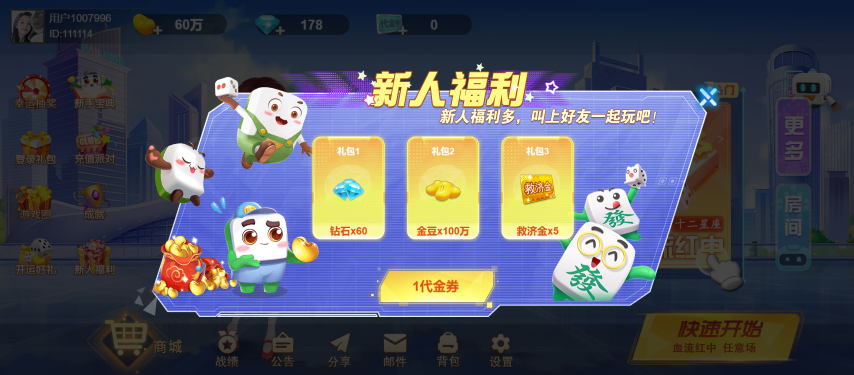 用户1007996
ID:111114
60万
178
代金券
0
新人福利
新人福利多，叫上好友一起玩吧！
礼包1
礼包2
礼包3
救济金
钻石x60
金豆x100万
救济金x5
1代金券
發
發
幸运抽奖
新手宝典
登录礼包
充值派对
游戏圈
成就
开运好礼
新人福利
更多
房间
十二星座
红中
商城
战绩
公告
分享
邮件
背包
设置
快速开始
血流红中 任意场